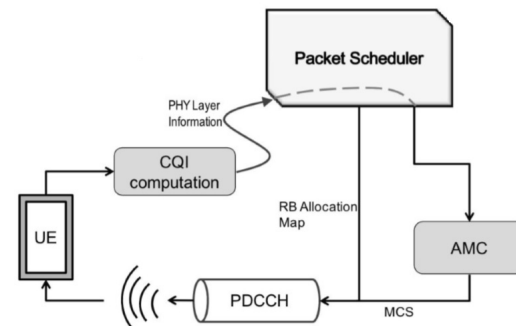 Packet Scheduler
PHY Layer
Information
CQI
computation
RB Allocation
Map
UE
AMC
PDCCH
MCS